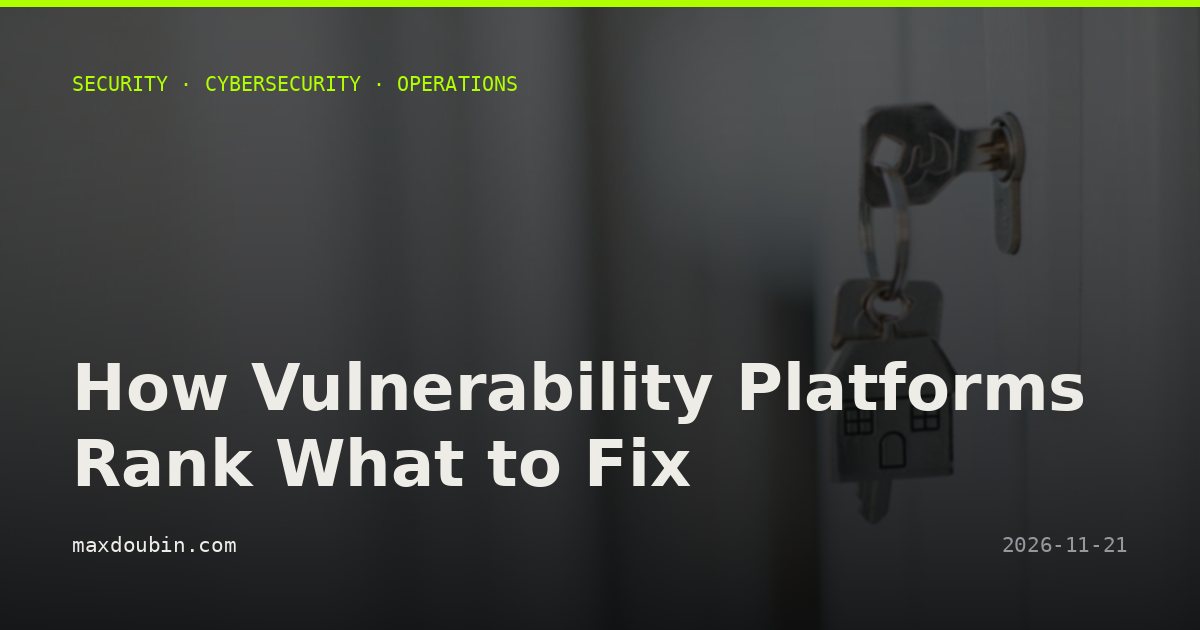 SECURITY · CYBERSECURITY · OPERATIONS
How Vulnerability Platforms
Rank What to Fix
maxdoubin.com
2026-11-21